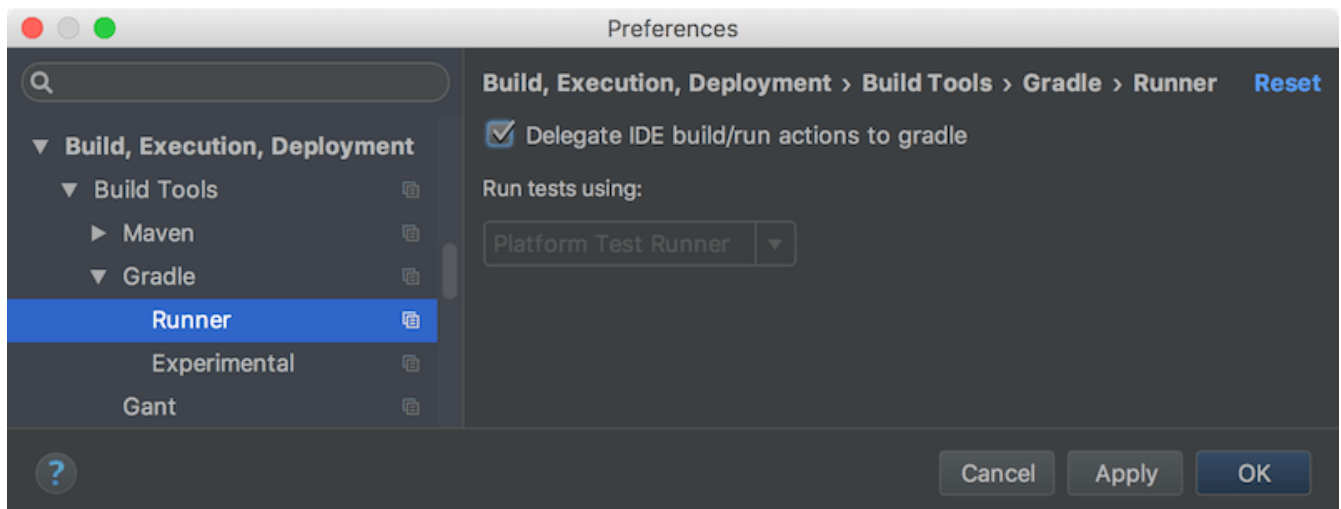 Preferences
Build, Execution, Deployment
Build Tools
Maven
Gradle
Runner
Experimental
Gant
Build, Execution, Deployment › Build Tools › Gradle › Runner Reset
Delegate IDE build/run actions to gradle
Run tests using:
Platform Test Runner
? Cancel Apply OK